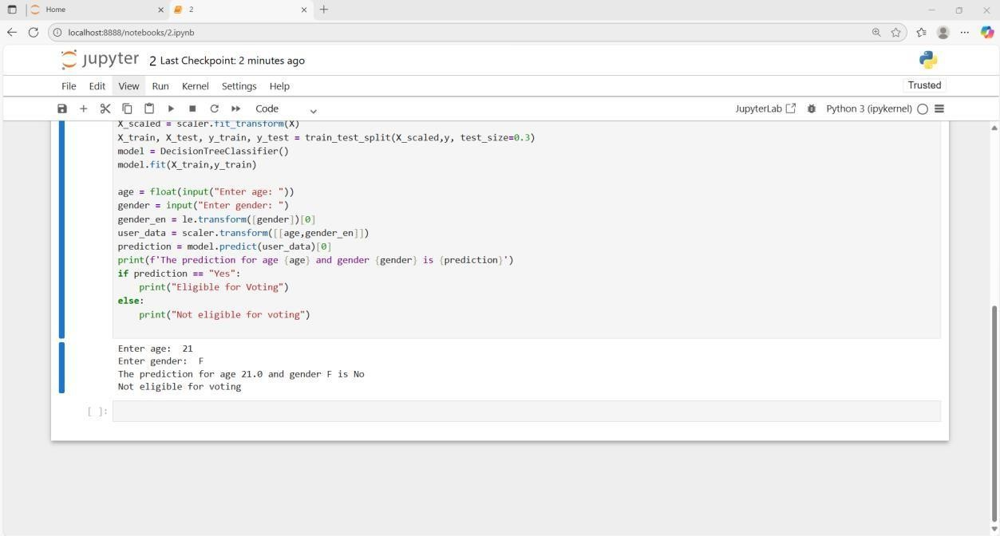 Home
2
localhost:8888/notebooks/2.ipynb
jupyter 2 Last Checkpoint: 2 minutes ago
File Edit View Run Kernel Settings Help Trusted
Code JupyterLab Python 3 (ipykernel)
X_scaled = scaler.fit_transform(X)
X_train, X_test, y_train, y_test = train_test_split(X_scaled,y, test_size=0.3)
model = DecisionTreeClassifier()
model.fit(X_train,y_train)
age = float(input("Enter age: "))
gender = input("Enter gender: ")
gender_en = le.transform([gender])[0]
user_data = scaler.transform([[age,gender_en]])
prediction = model.predict(user_data)[0]
print(f'The prediction for age {age} and gender {gender} is {prediction}')
if prediction == "Yes":
    print("Eligible for Voting")
else:
    print("Not eligible for voting")
Enter age:  21
Enter gender:  F
The prediction for age 21.0 and gender F is No
Not eligible for voting
[ ]: